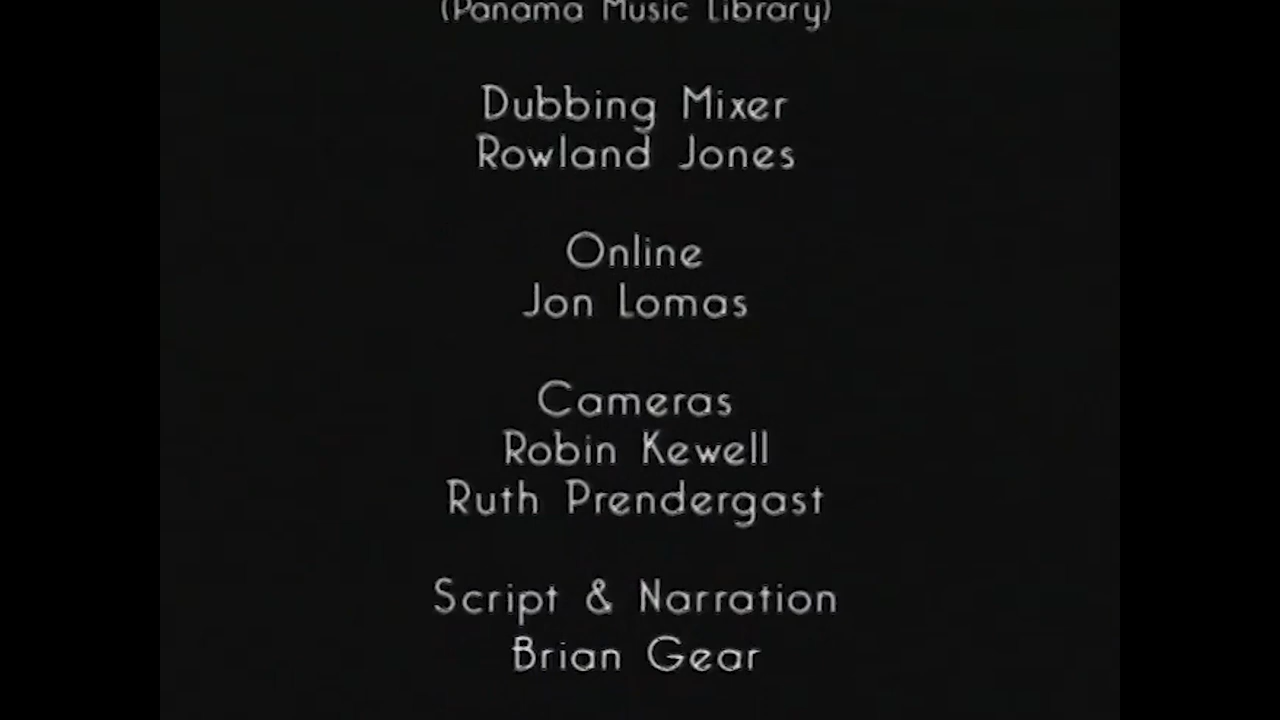 (Panama Music Library)
Dubbing Mixer
Rowland Jones
Online
Jon Lomas
Cameras
Robin Kewell
Ruth Prendergast
Script & Narration
Brian Gear